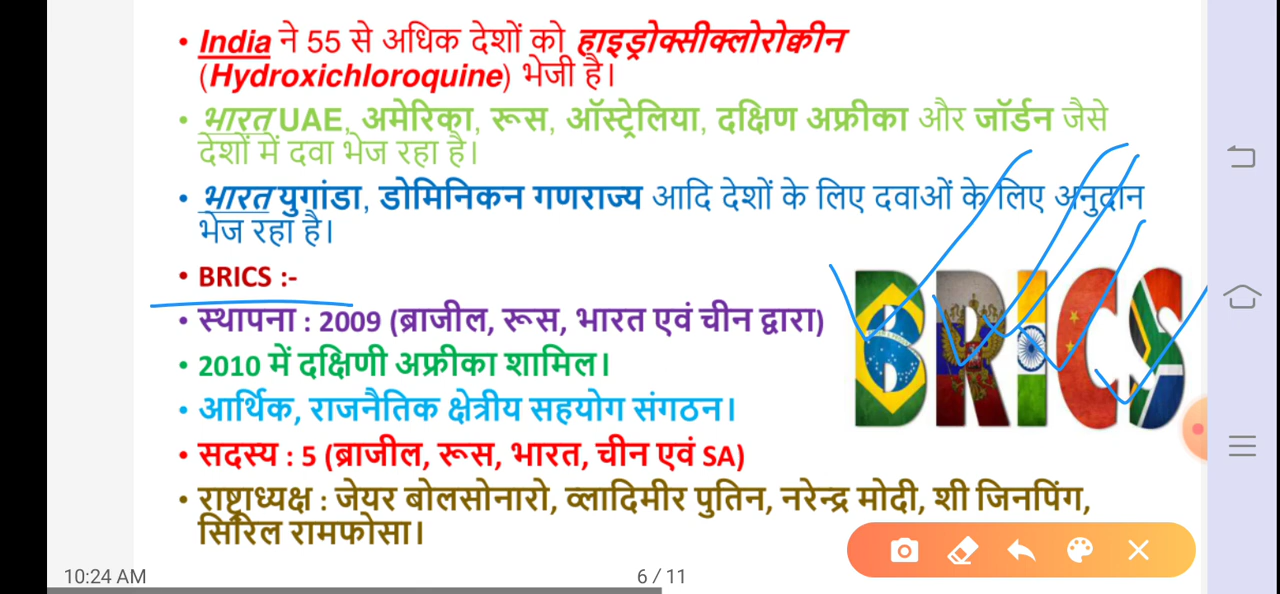 • India ने 55 से अधिक देशों को हाइड्रोक्सीक्लोरोक्वीन
(Hydroxichloroquine) भेजी है।
• भारत UAE, अमेरिका, रूस, ऑस्ट्रेलिया, दक्षिण अफ्रीका और जॉर्डन जैसे
देशों में दवा भेज रहा है।
• भारत युगांडा, डोमिनिकन गणराज्य आदि देशों के लिए दवाओं के लिए अनुदान
भेज रहा है।
• BRICS :-
• स्थापना : 2009 (ब्राजील, रूस, भारत एवं चीन द्वारा)
• 2010 में दक्षिणी अफ्रीका शामिल।
• आर्थिक, राजनैतिक क्षेत्रीय सहयोग संगठन।
• सदस्य : 5 (ब्राजील, रूस, भारत, चीन एवं SA)
• राष्ट्राध्यक्ष : जेयर बोलसोनारो, व्लादिमीर पुतिन, नरेन्द्र मोदी, शी जिनपिंग,
सिरिल रामफोसा।
BRICS
10:24 AM
6 / 11